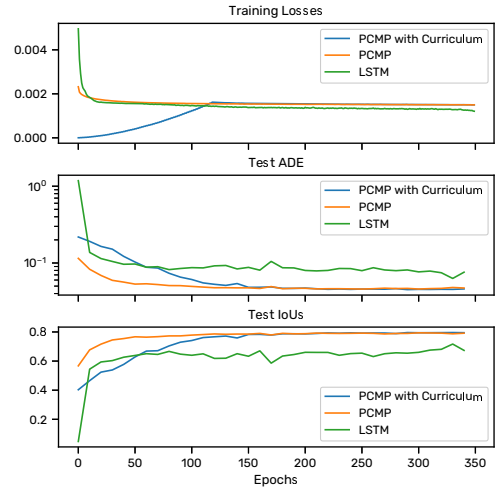 Training Losses
0.004
0.002
0.000
PCMP with Curriculum
PCMP
LSTM
Test ADE
10⁰
10⁻¹
PCMP with Curriculum
PCMP
LSTM
Test IoUs
0.8
0.6
0.4
0.2
PCMP with Curriculum
PCMP
LSTM
0 50 100 150 200 250 300 350
Epochs